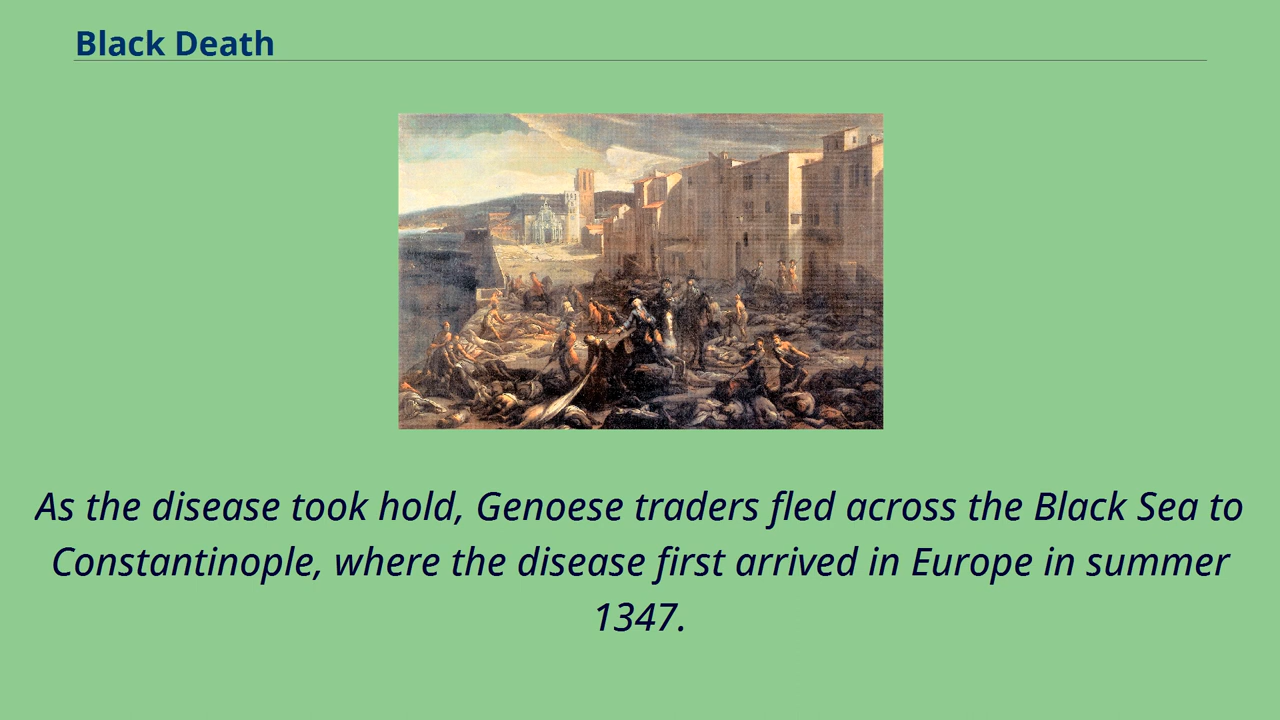 Black Death
As the disease took hold, Genoese traders fled across the Black Sea to
Constantinople, where the disease first arrived in Europe in summer
1347.